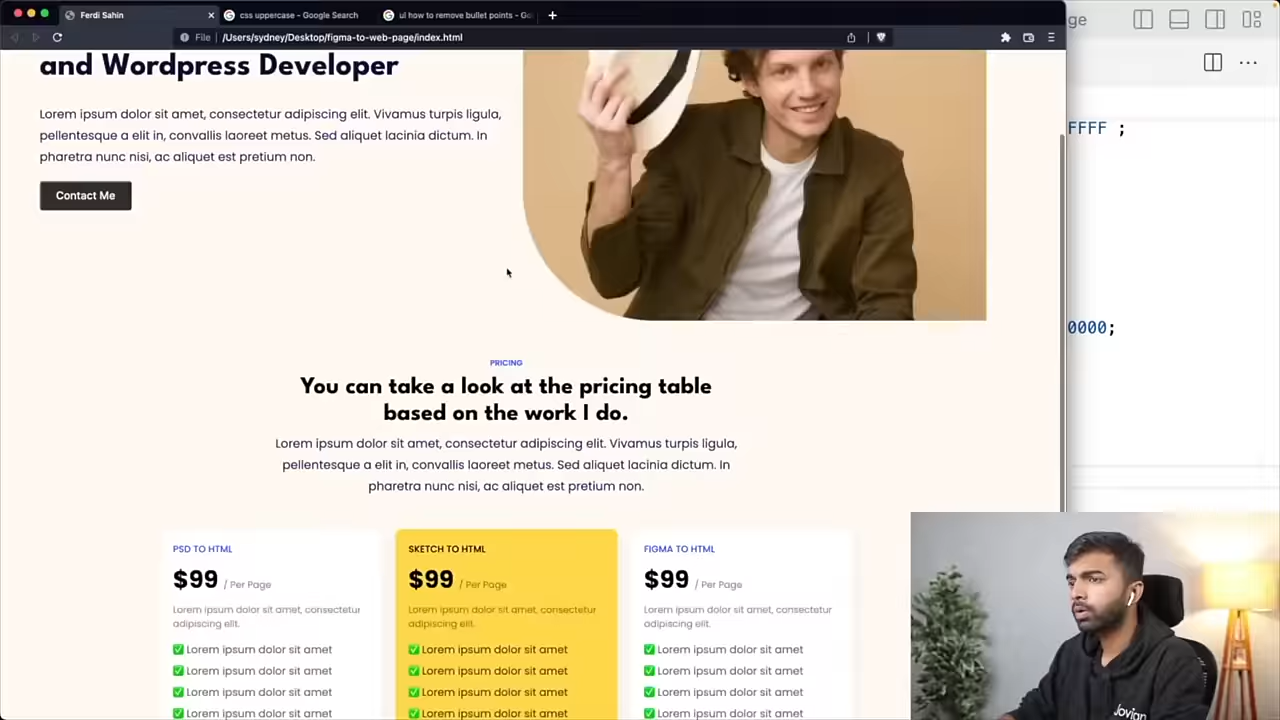 Ferdi Sahin
css uppercase - Google Search
ul how to remove bullet points - Go
ge
File
/Users/sydney/Desktop/figma-to-web-page/index.html
and Wordpress Developer
Lorem ipsum dolor sit amet, consectetur adipiscing elit. Vivamus turpis ligula,
pellentesque a elit in, convallis laoreet metus. Sed aliquet lacinia dictum. In
pharetra nunc nisi, ac aliquet est pretium non.
Contact Me
FFFF ;
0000;
PRICING
You can take a look at the pricing table
based on the work I do.
Lorem ipsum dolor sit amet, consectetur adipiscing elit. Vivamus turpis ligula,
pellentesque a elit in, convallis laoreet metus. Sed aliquet lacinia dictum. In
pharetra nunc nisi, ac aliquet est pretium non.
PSD TO HTML
$99 / Per Page
Lorem ipsum dolor sit amet, consectetur
adipiscing elit.
✅ Lorem ipsum dolor sit amet
✅ Lorem ipsum dolor sit amet
✅ Lorem ipsum dolor sit amet
✅ Lorem ipsum dolor sit amet
SKETCH TO HTML
$99 / Per Page
Lorem ipsum dolor sit amet, consectetur
adipiscing elit.
✅ Lorem ipsum dolor sit amet
✅ Lorem ipsum dolor sit amet
✅ Lorem ipsum dolor sit amet
✅ Lorem ipsum dolor sit amet
FIGMA TO HTML
$99 / Per Page
Lorem ipsum dolor sit amet, consectetur
adipiscing elit.
✅ Lorem ipsum dolor sit amet
✅ Lorem ipsum dolor sit amet
✅ Lorem ipsum dolor sit amet
✅ Lorem ipsum dolor sit amet
Jovian